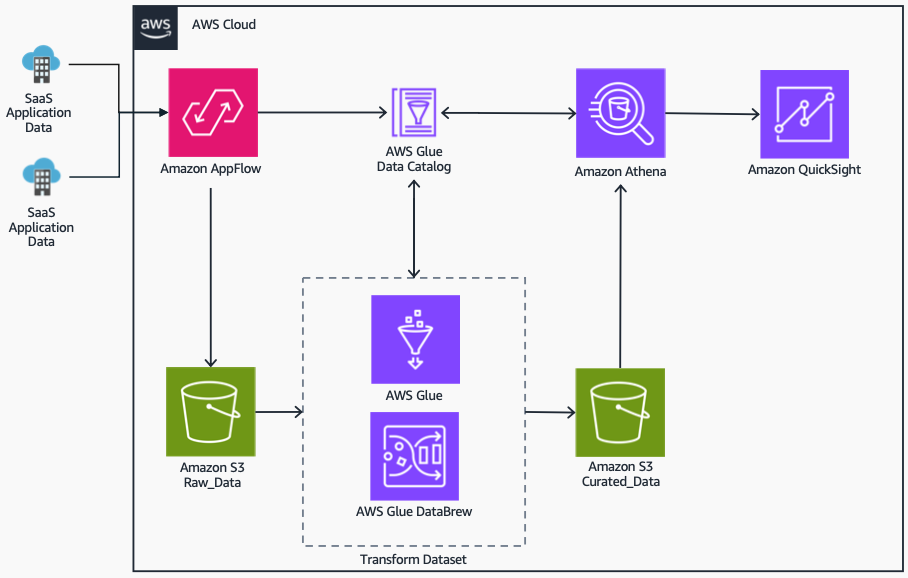 aws
AWS Cloud
SaaS
Application
Data
Amazon AppFlow
AWS Glue
Data Catalog
Amazon Athena
Amazon QuickSight
SaaS
Application
Data
AWS Glue
Amazon S3
Raw_Data
Amazon S3
Curated_Data
AWS Glue DataBrew
Transform Dataset